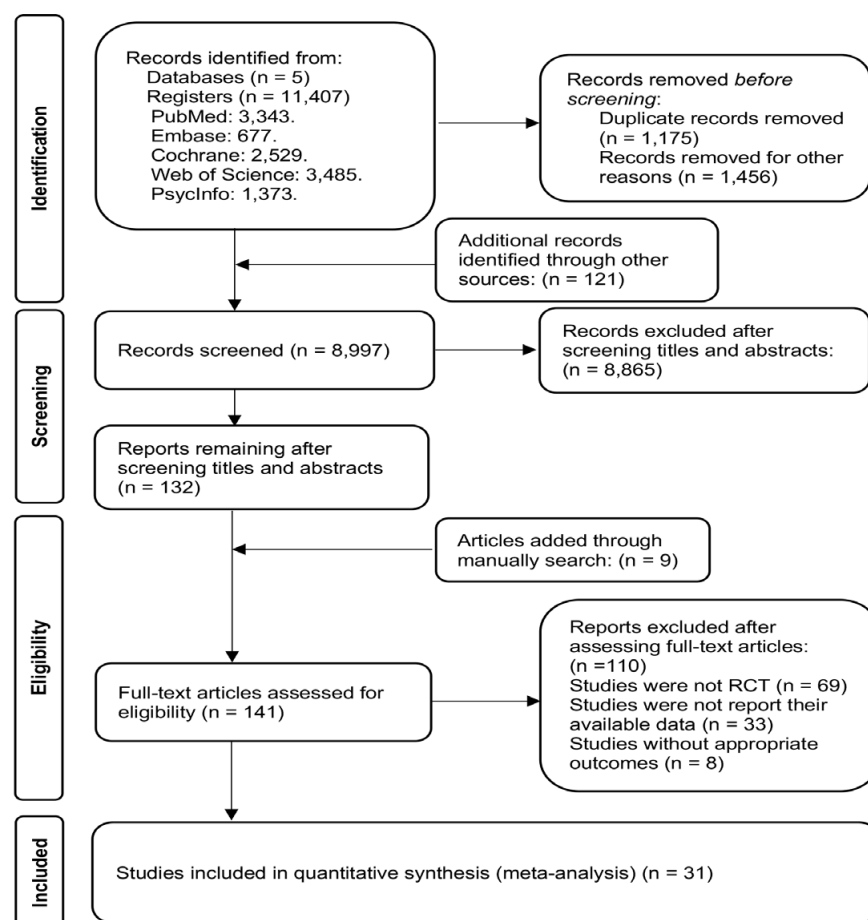 Identification
Records identified from:
Databases (n = 5)
Registers (n = 11,407)
PubMed: 3,343.
Embase: 677.
Cochrane: 2,529.
Web of Science: 3,485.
PsycInfo: 1,373.
Records removed before
screening:
Duplicate records removed
(n = 1,175)
Records removed for other
reasons (n = 1,456)
Additional records
identified through other
sources: (n = 121)
Screening
Records screened (n = 8,997)
Records excluded after
screening titles and abstracts:
(n = 8,865)
Reports remaining after
screening titles and abstracts
(n = 132)
Eligibility
Articles added through
manually search: (n = 9)
Full-text articles assessed for
eligibility (n = 141)
Reports excluded after
assessing full-text articles:
(n =110)
Studies were not RCT (n = 69)
Studies were not report their
available data (n = 33)
Studies without appropriate
outcomes (n = 8)
Included
Studies included in quantitative synthesis (meta-analysis) (n = 31)